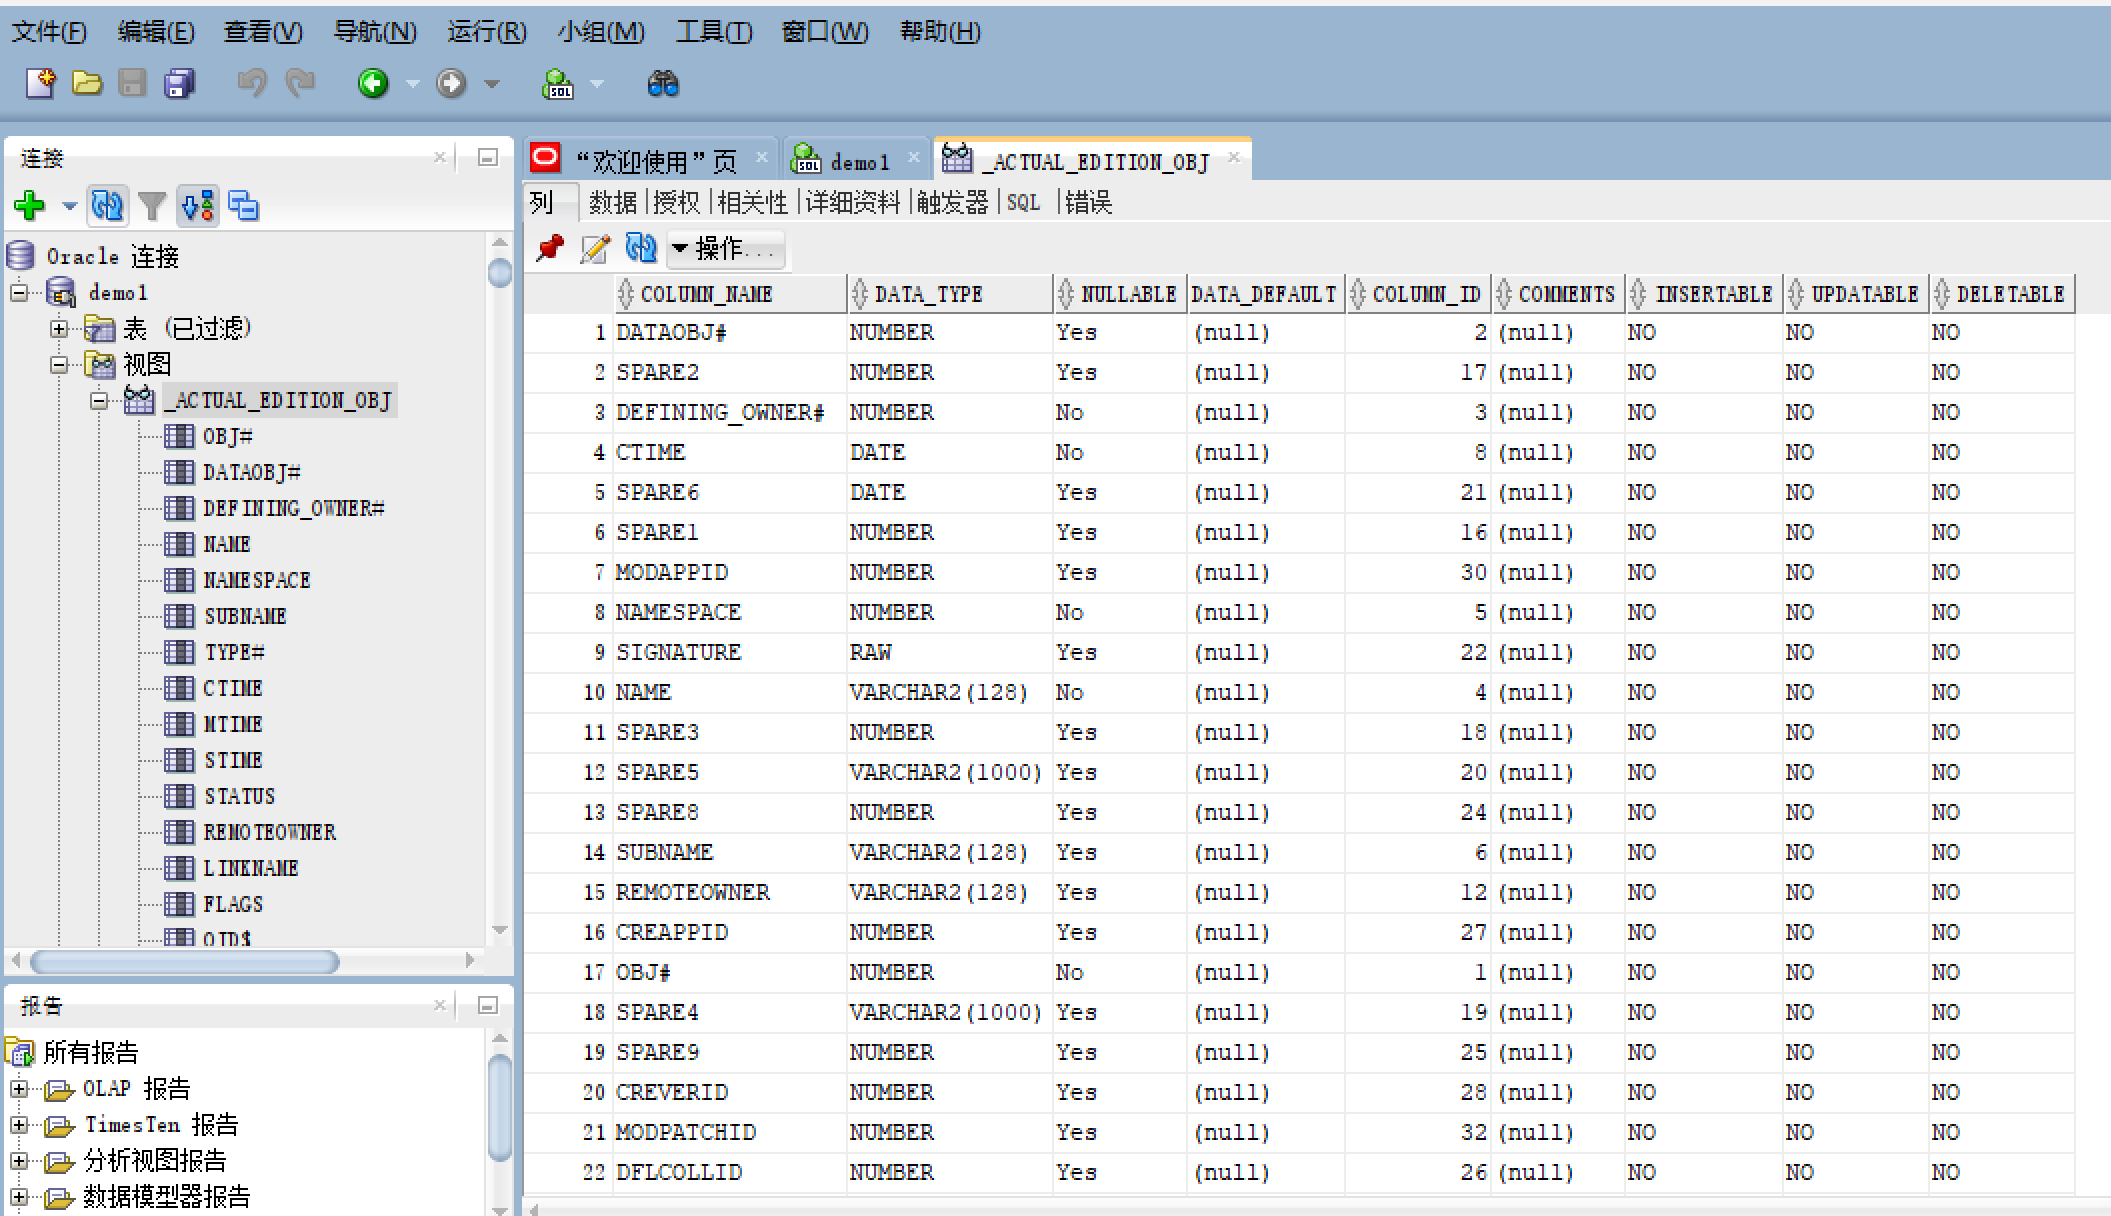 文件(F) 编辑(E) 查看(V) 导航(N) 运行(R) 小组(M) 工具(T) 窗口(W) 帮助(H)
连接
Oracle 连接
demo1
表 (已过滤)
视图
_ACTUAL_EDITION_OBJ
OBJ#
DATAOBJ#
DEFINING_OWNER#
NAME
NAMESPACE
SUBNAME
TYPE#
CTIME
MTIME
STIME
STATUS
REMOTEOWNER
LINKNAME
FLAGS
OID$
报告
所有报告
OLAP 报告
TimesTen 报告
分析视图报告
数据模型器报告
“欢迎使用”页 demo1 _ACTUAL_EDITION_OBJ
列 数据 |授权 |相关性 |详细资料 |触发器 |SQL |错误
操作...
COLUMN_NAME DATA_TYPE NULLABLE DATA_DEFAULT COLUMN_ID COMMENTS INSERTABLE UPDATABLE DELETABLE
1 DATAOBJ# NUMBER Yes (null) 2 (null) NO NO NO
2 SPARE2 NUMBER Yes (null) 17 (null) NO NO NO
3 DEFINING_OWNER# NUMBER No (null) 3 (null) NO NO NO
4 CTIME DATE No (null) 8 (null) NO NO NO
5 SPARE6 DATE Yes (null) 21 (null) NO NO NO
6 SPARE1 NUMBER Yes (null) 16 (null) NO NO NO
7 MODAPPID NUMBER Yes (null) 30 (null) NO NO NO
8 NAMESPACE NUMBER No (null) 5 (null) NO NO NO
9 SIGNATURE RAW Yes (null) 22 (null) NO NO NO
10 NAME VARCHAR2(128) No (null) 4 (null) NO NO NO
11 SPARE3 NUMBER Yes (null) 18 (null) NO NO NO
12 SPARE5 VARCHAR2(1000) Yes (null) 20 (null) NO NO NO
13 SPARE8 NUMBER Yes (null) 24 (null) NO NO NO
14 SUBNAME VARCHAR2(128) Yes (null) 6 (null) NO NO NO
15 REMOTEOWNER VARCHAR2(128) Yes (null) 12 (null) NO NO NO
16 CREAPPID NUMBER Yes (null) 27 (null) NO NO NO
17 OBJ# NUMBER No (null) 1 (null) NO NO NO
18 SPARE4 VARCHAR2(1000) Yes (null) 19 (null) NO NO NO
19 SPARE9 NUMBER Yes (null) 25 (null) NO NO NO
20 CREVERID NUMBER Yes (null) 28 (null) NO NO NO
21 MODPATCHID NUMBER Yes (null) 32 (null) NO NO NO
22 DFLCOLLID NUMBER Yes (null) 26 (null) NO NO NO